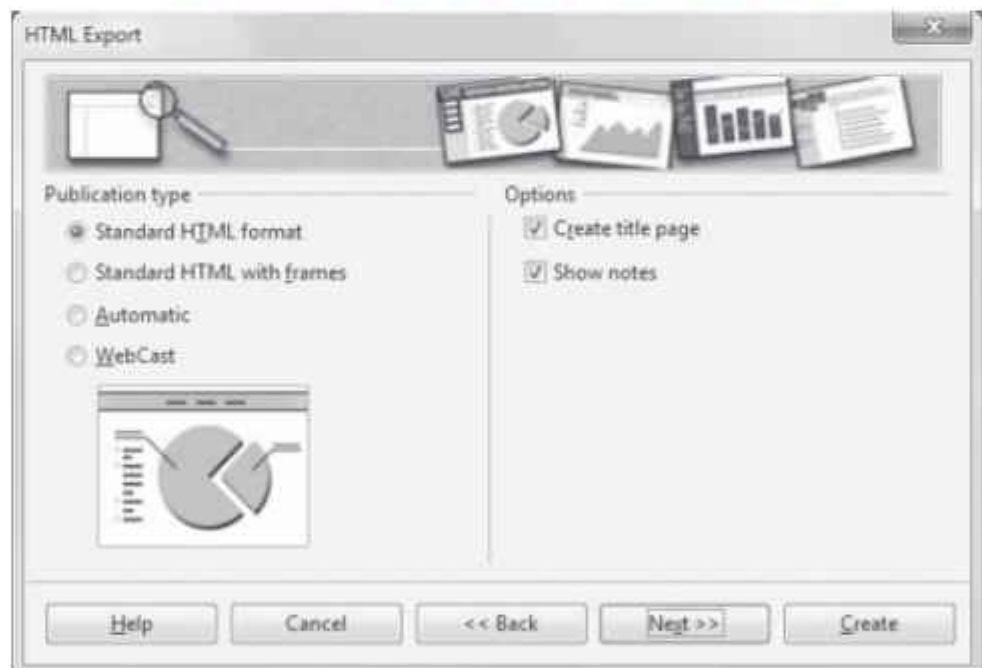 HTML Export
Publication type
Standard HTML format
Standard HTML with frames
Automatic
WebCast
Options
Create title page
Show notes
Help
Cancel
<< Back
Next >>
Create